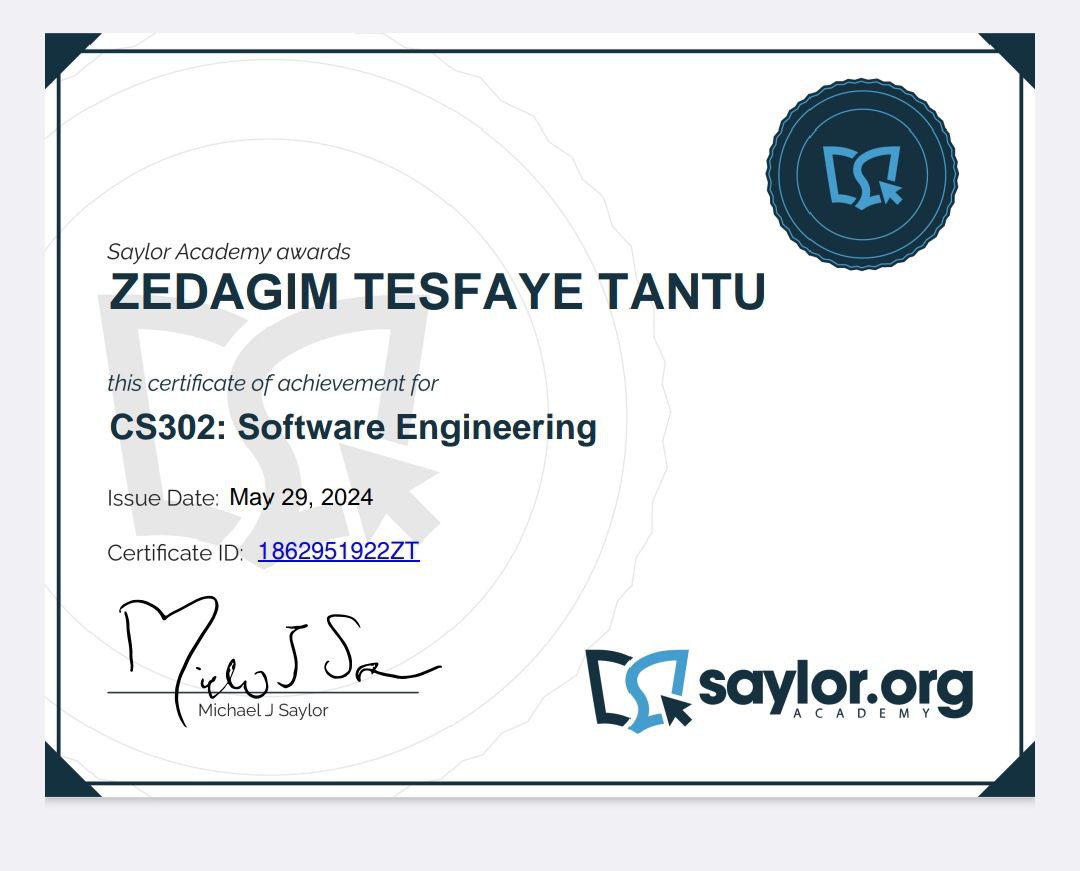 Saylor Academy awards
ZEDAGIM TESFAYE TANTU
this certificate of achievement for
CS302: Software Engineering
Issue Date: May 29, 2024
Certificate ID: 1862951922ZT
Michael J Saylor
saylor.org
ACADEMY